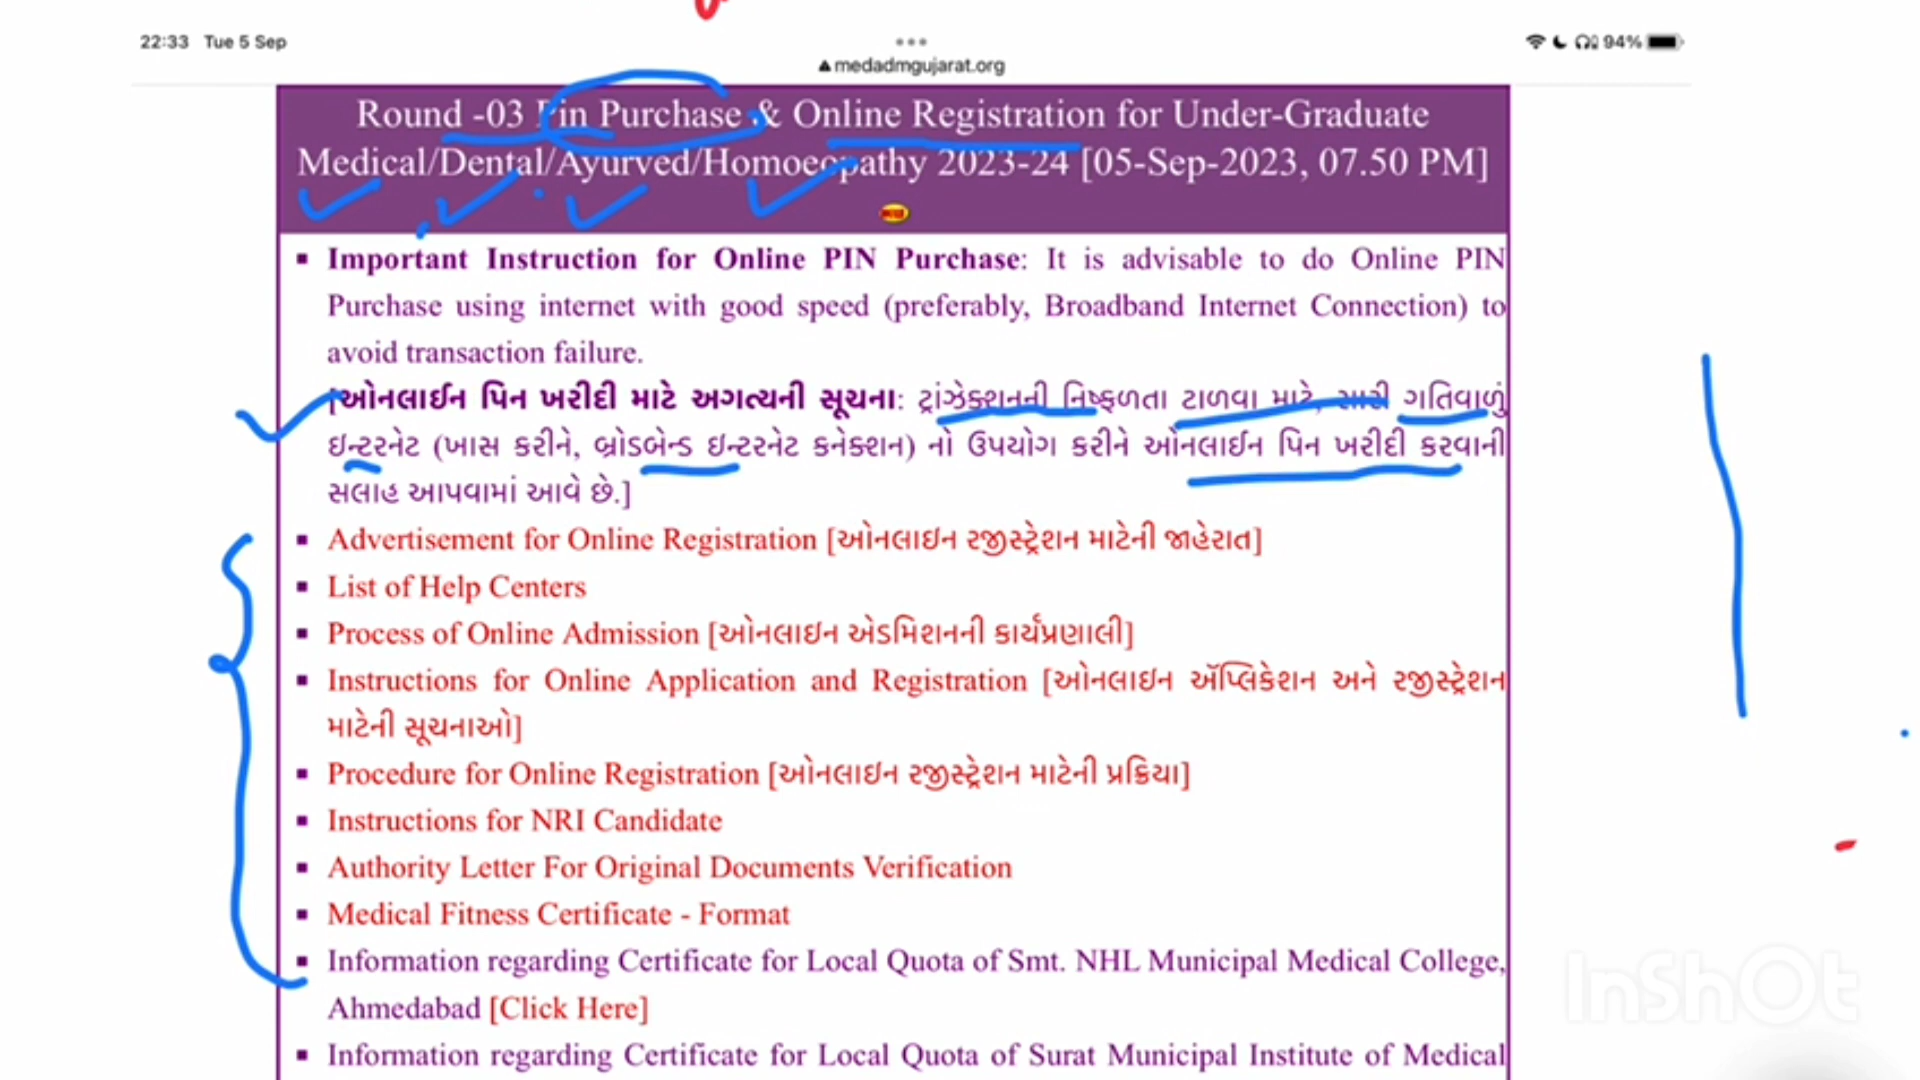 22:33 Tue 5 Sep
94%
medadmgujarat.org
Round -03 Pin Purchase & Online Registration for Under-Graduate
Medical/Dental/Ayurved/Homoeopathy 2023-24 [05-Sep-2023, 07.50 PM]
Important Instruction for Online PIN Purchase: It is advisable to do Online PIN
Purchase using internet with good speed (preferably, Broadband Internet Connection) to
avoid transaction failure.
[ઓનલાઈન પિન ખરીદી માટે અગત્યની સૂચના: ટ્રાંઝેક્શનની નિષ્ફળતા ટાળવા માટે, સારી ગતિવાળું
ઇન્ટરનેટ (ખાસ કરીને, બ્રોડબેન્ડ ઇન્ટરનેટ કનેક્શન) નો ઉપયોગ કરીને ઓનલાઈન પિન ખરીદી કરવાની
સલાહ આપવામાં આવે છે.]
Advertisement for Online Registration [ઓનલાઇન રજીસ્ટ્રેશન માટેની જાહેરાત]
List of Help Centers
Process of Online Admission [ઓનલાઇન એડમિશનની કાર્યપ્રણાલી]
Instructions for Online Application and Registration [ઓનલાઇન ઍપ્લિકેશન અને રજીસ્ટ્રેશન
માટેની સૂચનાઓ]
Procedure for Online Registration [ઓનલાઇન રજીસ્ટ્રેશન માટેની પ્રક્રિયા]
Instructions for NRI Candidate
Authority Letter For Original Documents Verification
Medical Fitness Certificate - Format
Information regarding Certificate for Local Quota of Smt. NHL Municipal Medical College,
Ahmedabad [Click Here]
Information regarding Certificate for Local Quota of Surat Municipal Institute of Medical
InShOt